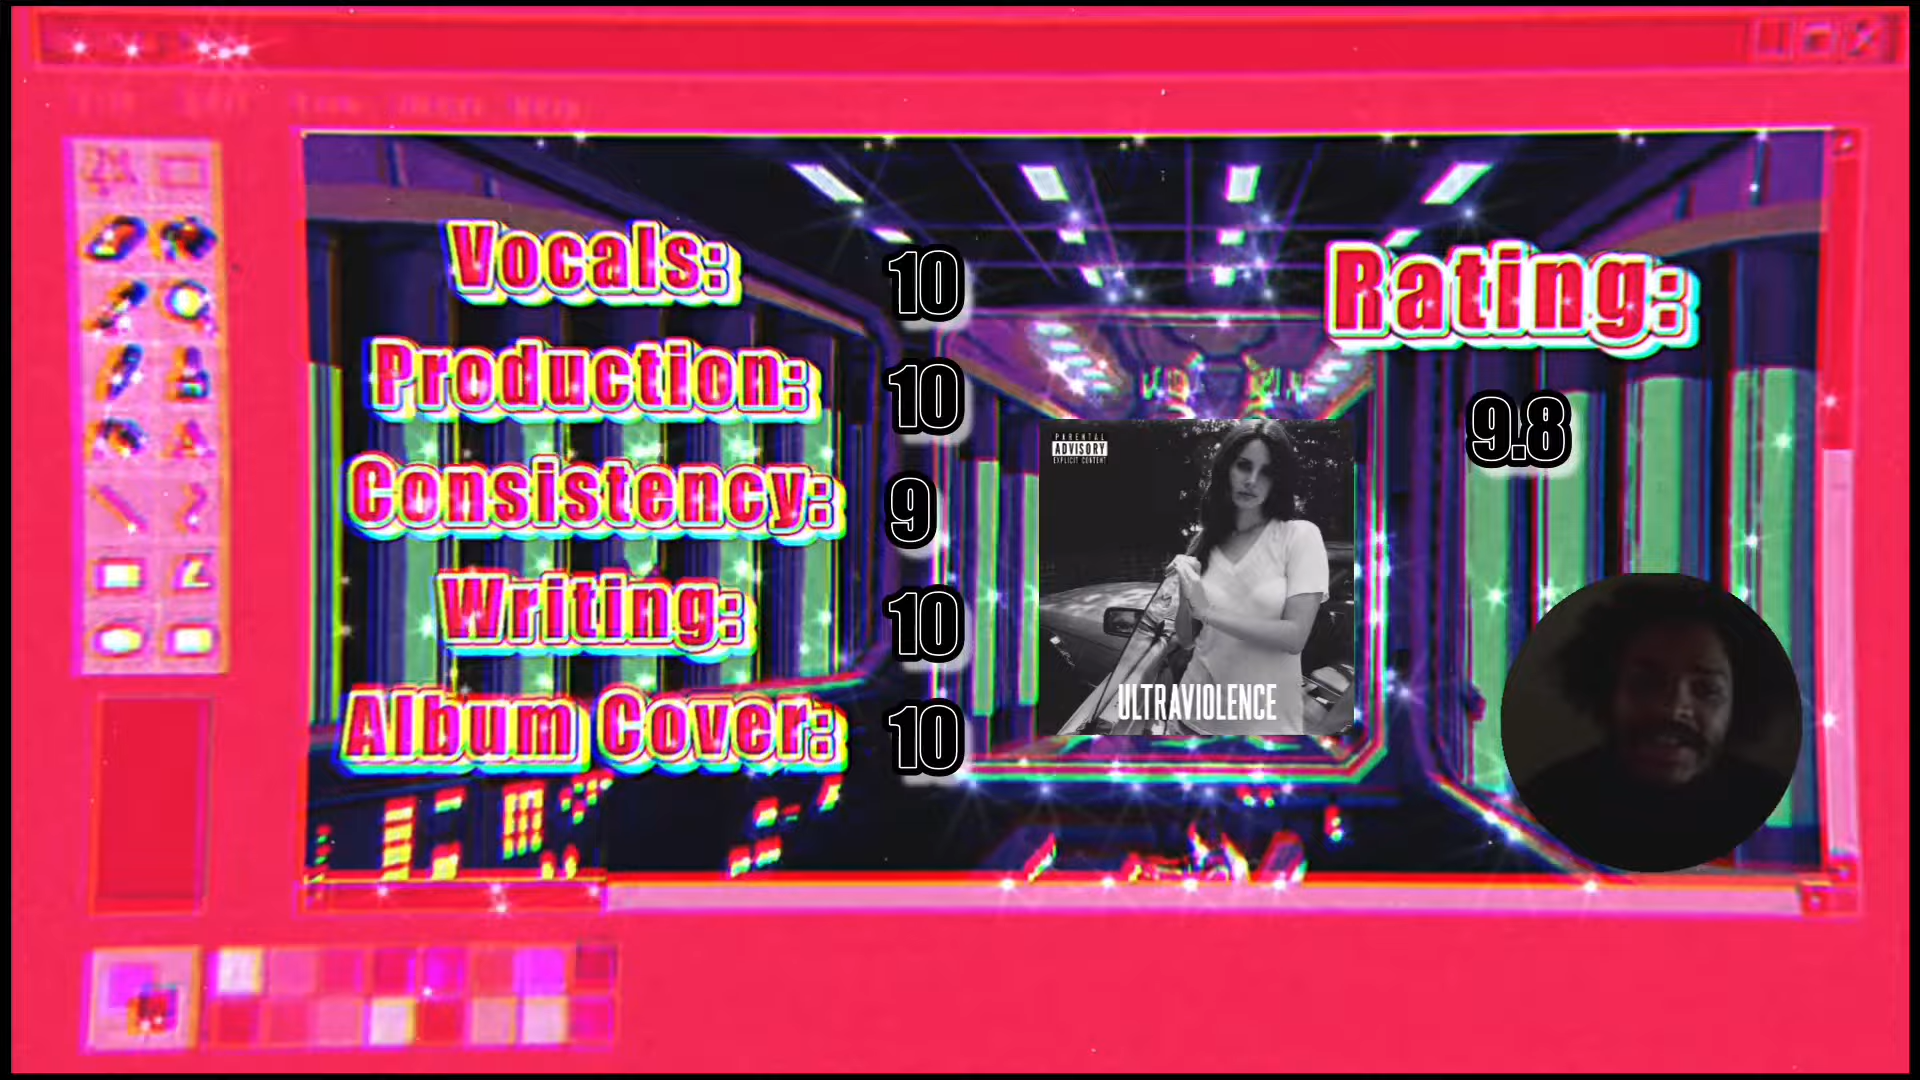 Vocals:
10
Production:
10
Consistency:
9
Writing:
10
Album Cover:
10
PARENTAL
ADVISORY
EXPLICIT CONTENT
ULTRAVIOLENCE
Rating:
9.8